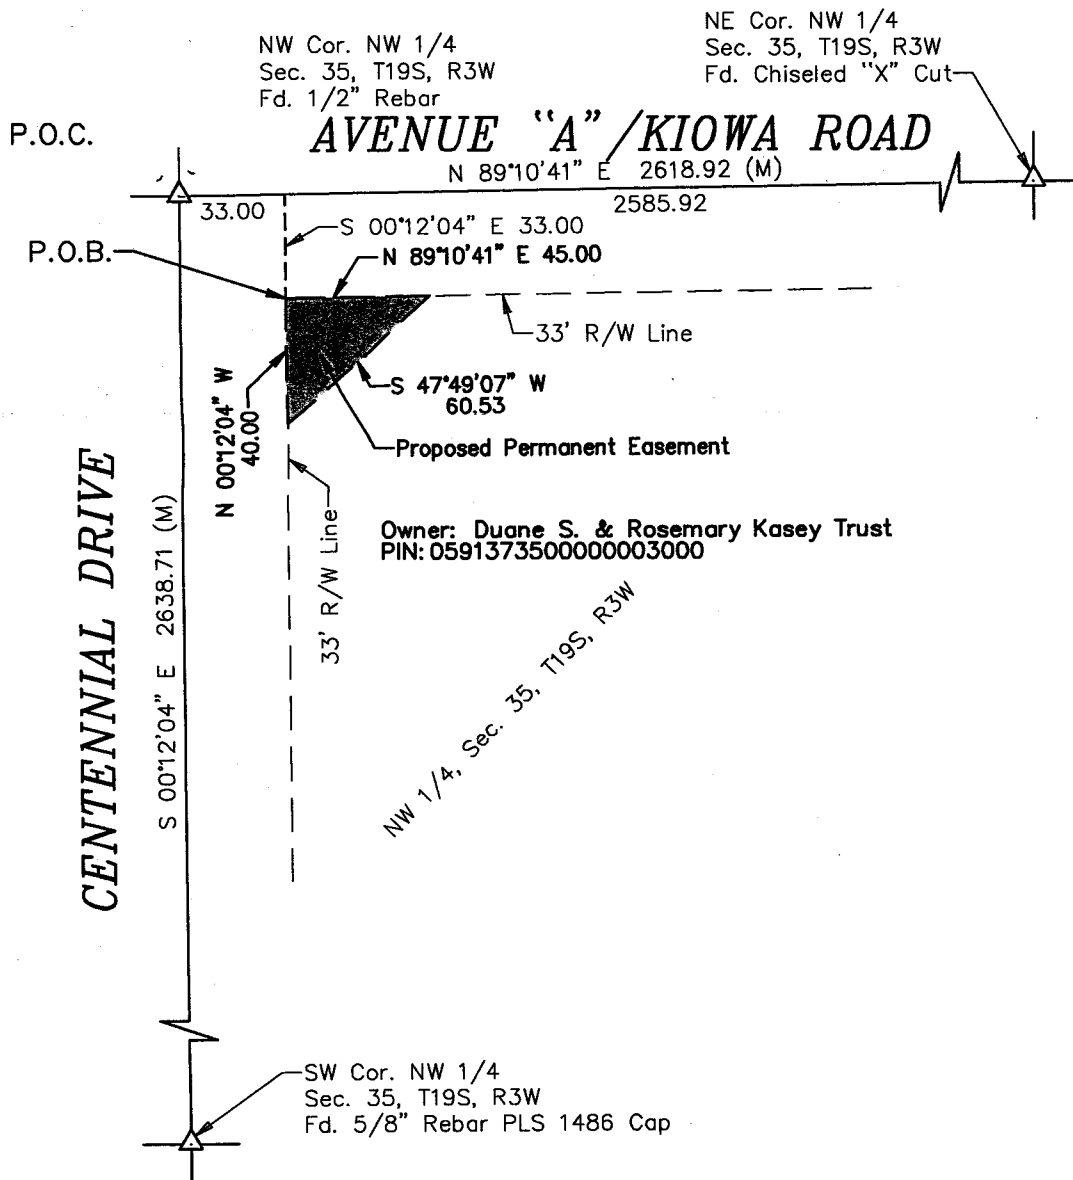 NW Cor. NW 1/4
Sec. 35, T19S, R3W
Fd. 1/2" Rebar
NE Cor. NW 1/4
Sec. 35, T19S, R3W
Fd. Chiseled "X" Cut
P.O.C.
AVENUE "A"/KIOWA ROAD
N 89°10'41" E 2618.92 (M)
33.00
2585.92
S 00°12'04" E 33.00
P.O.B.
N 89°10'41" E 45.00
33' R/W Line
S 47°49'07" W
60.53
N 00°12'04" W
40.00
Proposed Permanent Easement
33' R/W Line
Owner: Duane S. & Rosemary Kasey Trust
PIN: 0591373500000003000
CENTENNIAL DRIVE
S 00°12'04" E 2638.71 (M)
NW 1/4, Sec. 35, T19S, R3W
SW Cor. NW 1/4
Sec. 35, T19S, R3W
Fd. 5/8" Rebar PLS 1486 Cap